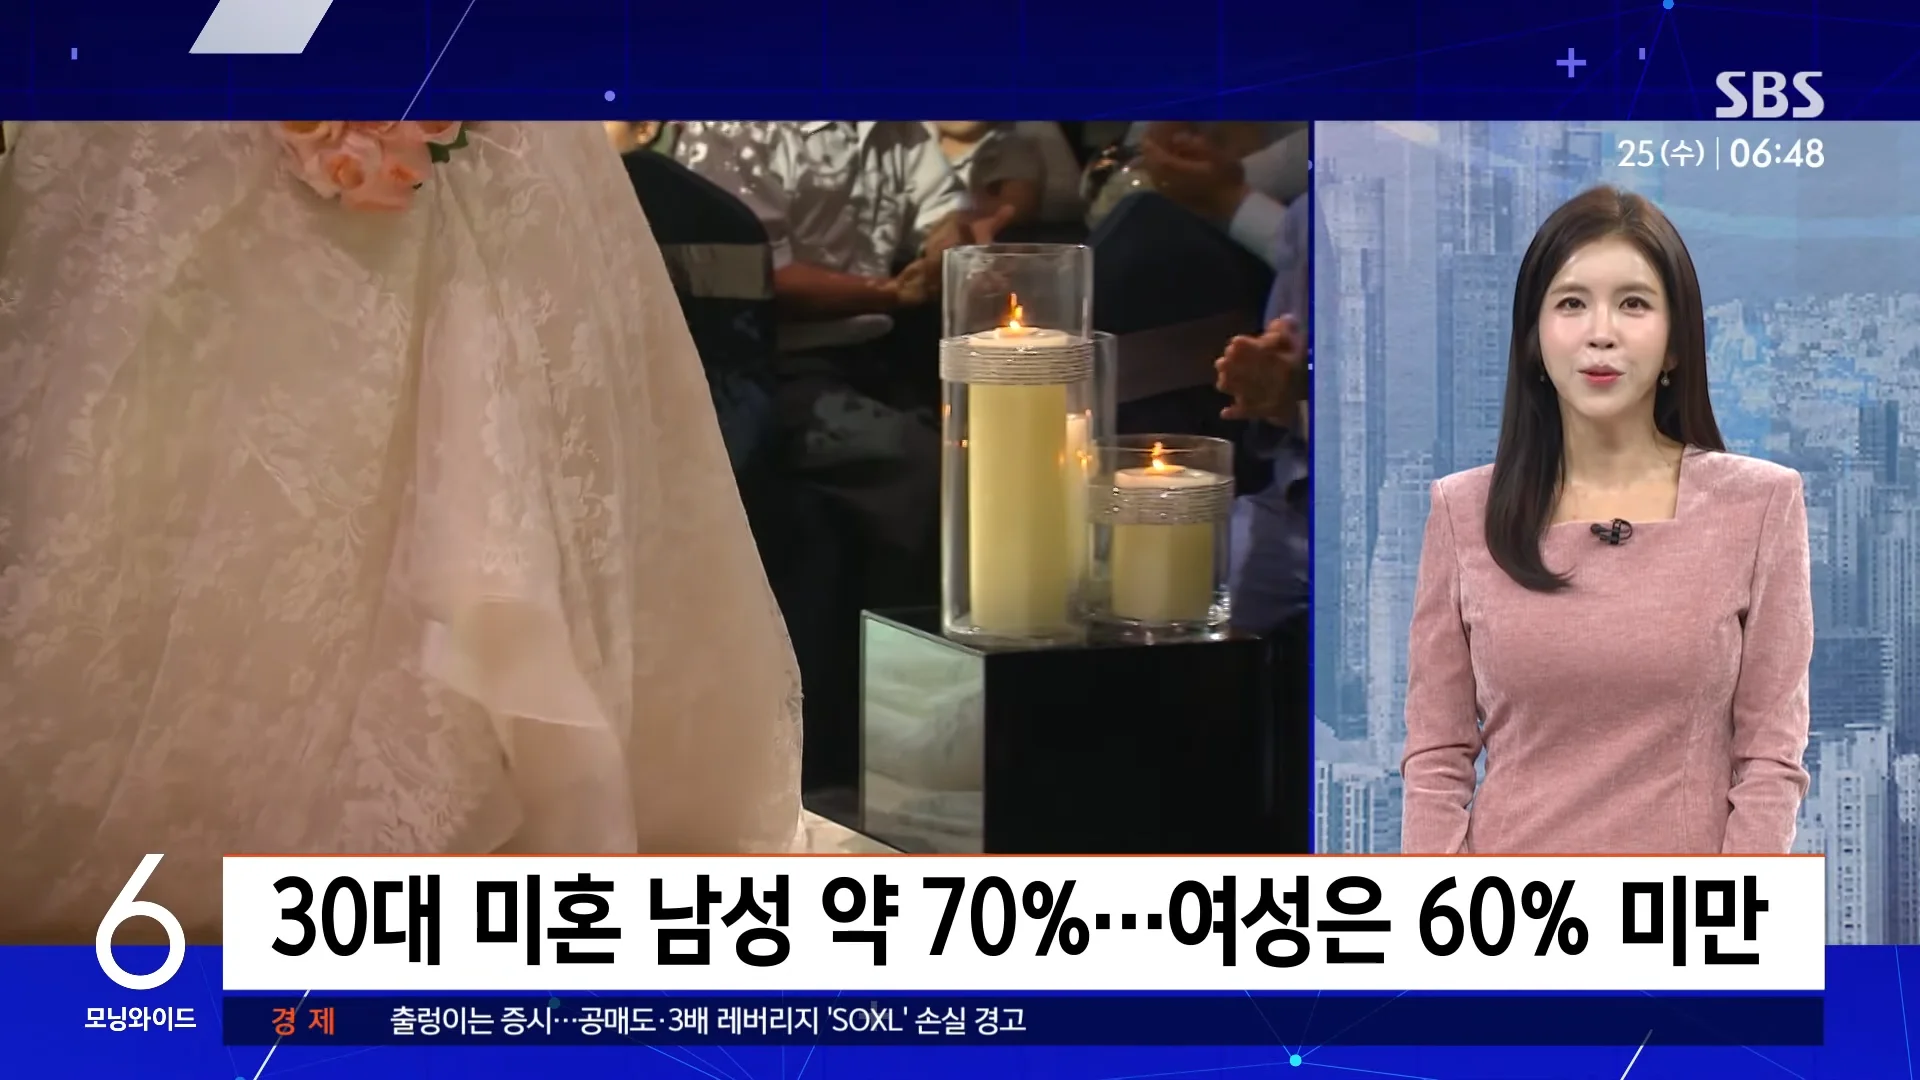 SBS
25(수) | 06:48
30대 미혼 남성 약 70%…여성은 60% 미만
6
모닝와이드
경제 출렁이는 증시…공매도·3배 레버리지 'SOXL' 손실 경고